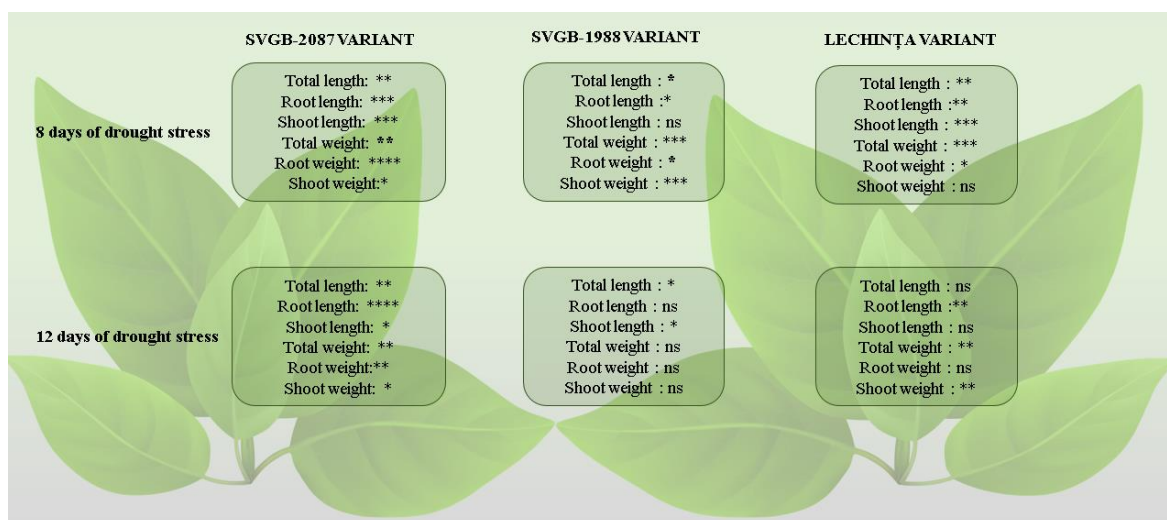 SVGB-2087 VARIANT
SVGB-1988 VARIANT
LECHINȚA VARIANT
8 days of drought stress
Total length: **
Root length: ***
Shoot length: ***
Total weight: **
Root weight: ****
Shoot weight:*
Total length : *
Root length :*
Shoot length : ns
Total weight : ***
Root weight : *
Shoot weight : ***
Total length : **
Root length : **
Shoot length : ***
Total weight : ***
Root weight : *
Shoot weight : ns
12 days of drought stress
Total length: **
Root length: ****
Shoot length: *
Total weight: **
Root weight:**
Shoot weight: *
Total length : *
Root length : ns
Shoot length : *
Total weight : ns
Root weight : ns
Shoot weight : ns
Total length : ns
Root length : **
Shoot length : ns
Total weight : **
Root weight : ns
Shoot weight : **